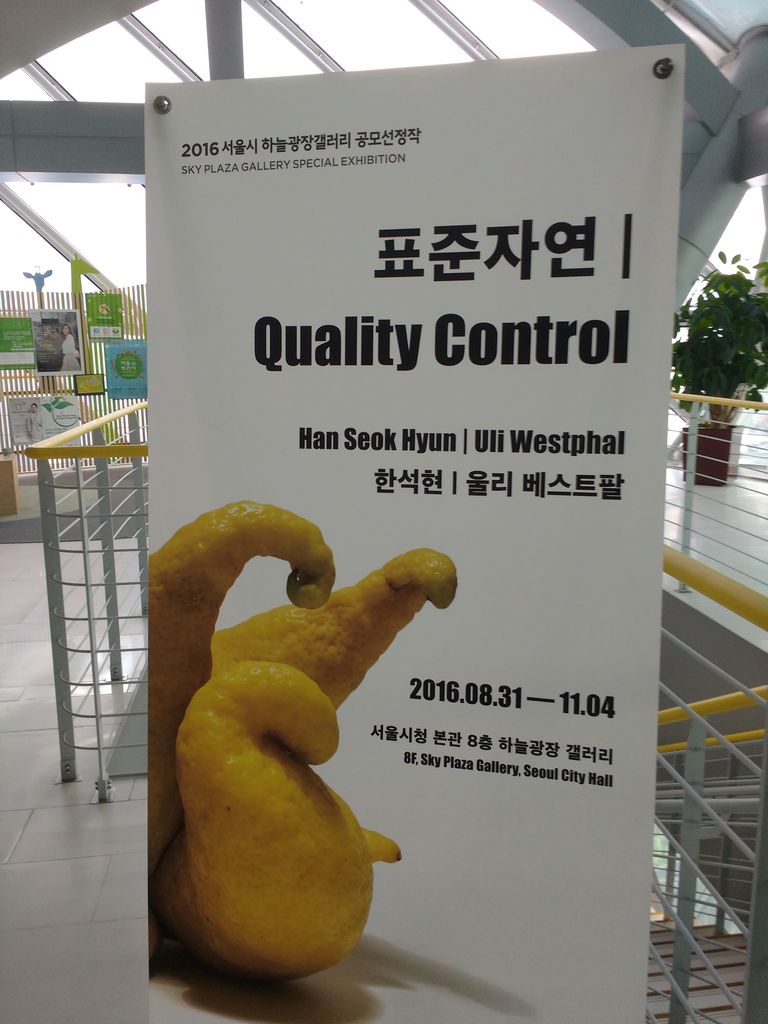 2016 서울시 하늘광장갤러리 공모선정작
SKY PLAZA GALLERY SPECIAL EXHIBITION
표준자연 |
Quality Control
Han Seok Hyun | Uli Westphal
한석현 | 울리 베스트팔
2016.08.31 — 11.04
서울시청 본관 8층 하늘광장 갤러리
8F, Sky Plaza Gallery, Seoul City Hall
universal
design